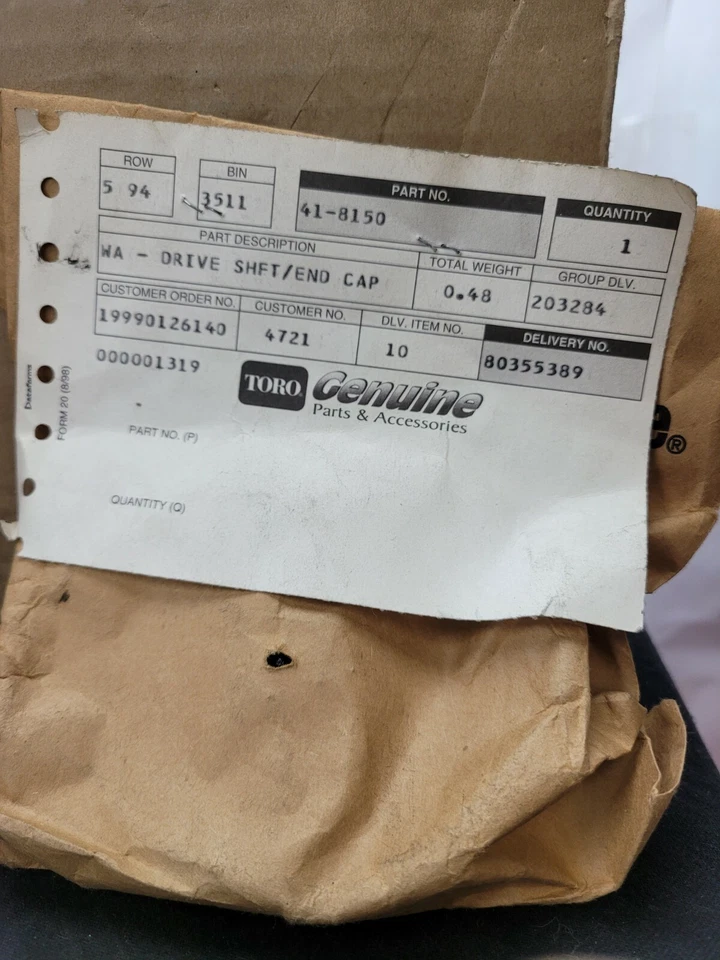 ROW
5 94
BIN
3511
PART NO.
41-8150
QUANTITY
1
PART DESCRIPTION
WA - DRIVE SHFT/END CAP
TOTAL WEIGHT
0.48
GROUP DLV.
203284
CUSTOMER ORDER NO.
19990126140
CUSTOMER NO.
4721
DLV. ITEM NO.
10
DELIVERY NO.
80355389
000001319
TORO® Genuine
Parts & Accessories
PART NO. (P)
QUANTITY (Q)
FORM 20 (8/98)
®